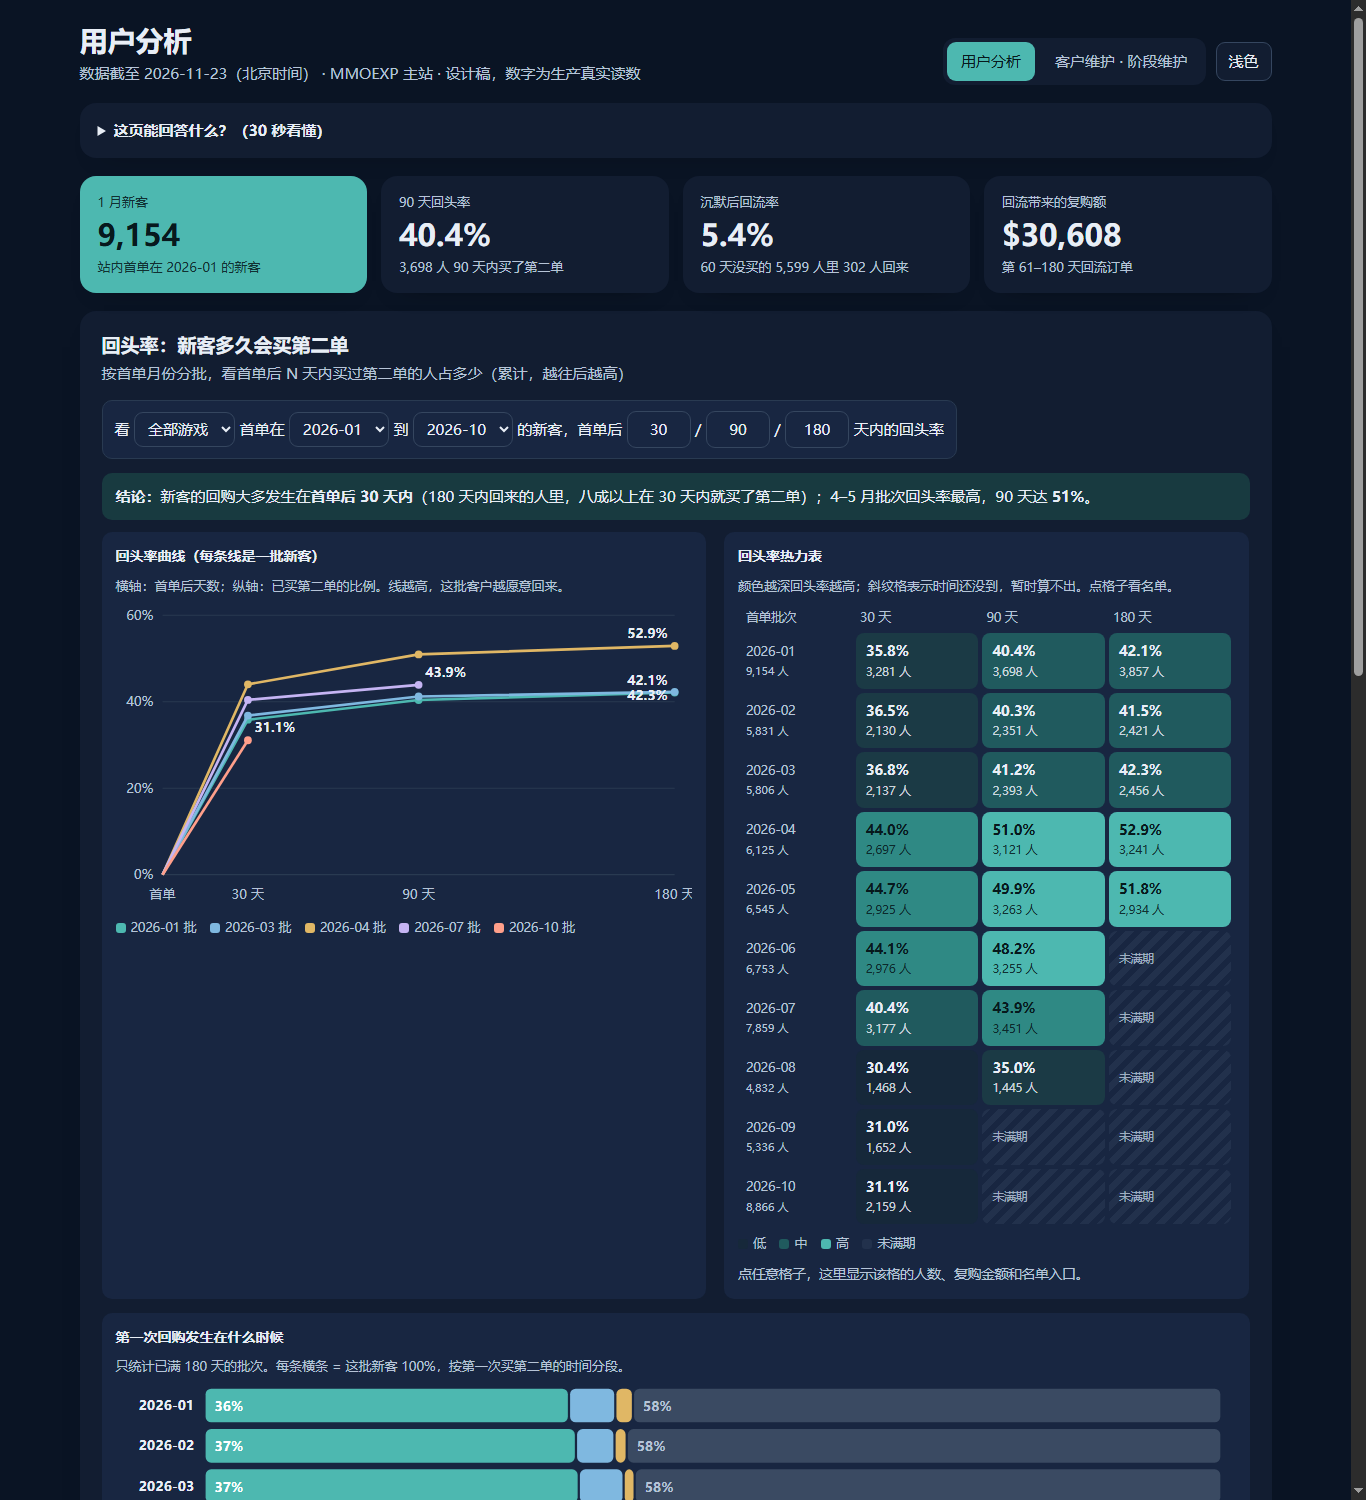 用户分析
数据截至 2026-11-23（北京时间） · MMOEXP 主站 · 设计稿，数字为生产真实读数
用户分析
客户维护 · 阶段维护
浅色
▶ 这页能回答什么？（30 秒看懂）
1 月新客
9,154
站内首单在 2026-01 的新客
90 天回头率
40.4%
3,698 人 90 天内买了第二单
沉默后回流率
5.4%
60 天没买的 5,599 人里 302 人回来
回流带来的复购额
$30,608
第 61–180 天回流订单
回头率：新客多久会买第二单
按首单月份分批，看首单后 N 天内买过第二单的人占多少（累计，越往后越高）
看 全部游戏 首单在 2026-01 到 2026-10 的新客，首单后 30 / 90 / 180 天内的回头率
结论：新客的回购大多发生在首单后 30 天内（180 天内回来的人里，八成以上在 30 天内就买了第二单）；4–5 月批次回头率最高，90 天达 51%。
回头率曲线（每条线是一批新客）
横轴：首单后天数；纵轴：已买第二单的比例。线越高，这批客户越愿意回来。
60%
40%
20%
0%
52.9%
43.9%
42.1%
42.3%
31.1%
首单 30 天 90 天 180 天
2026-01 批 2026-03 批 2026-04 批 2026-07 批 2026-10 批
回头率热力表
颜色越深回头率越高；斜纹格表示时间还没到，暂时算不出。点格子看名单。
首单批次 30 天 90 天 180 天
2026-01 35.8% 40.4% 42.1%
9,154 人 3,281 人 3,698 人 3,857 人
2026-02 36.5% 40.3% 41.5%
5,831 人 2,130 人 2,351 人 2,421 人
2026-03 36.8% 41.2% 42.3%
5,806 人 2,137 人 2,393 人 2,456 人
2026-04 44.0% 51.0% 52.9%
6,125 人 2,697 人 3,121 人 3,241 人
2026-05 44.7% 49.9% 51.8%
6,545 人 2,925 人 3,263 人 2,934 人
2026-06 44.1% 48.2% 未满期
6,753 人 2,976 人 3,255 人
2026-07 40.4% 43.9% 未满期
7,859 人 3,177 人 3,451 人
2026-08 30.4% 35.0% 未满期
4,832 人 1,468 人 1,445 人
2026-09 31.0% 未满期 未满期
5,336 人 1,652 人
2026-10 31.1% 未满期 未满期
8,866 人 2,159 人
低 中 高 未满期
点任意格子，这里显示该格的人数、复购金额和名单入口。
第一次回购发生在什么时候
只统计已满 180 天的批次。每条横条 = 这批新客 100%，按第一次买第二单的时间分段。
2026-01 36% 58%
2026-02 37% 58%
2026-03 37% 58%